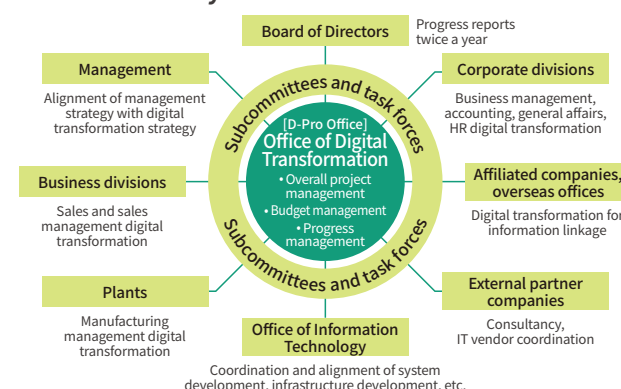 Board of Directors
Progress reports
twice a year
Management
Alignment of management
strategy with digital
transformation strategy
Corporate divisions
Business management,
accounting, general affairs,
HR digital transformation
Subcommittees and task forces
[D-Pro Office]
Office of Digital
Transformation
• Overall project
management
• Budget management
• Progress
management
Subcommittees and task forces
Business divisions
Sales and sales
management digital
transformation
Affiliated companies,
overseas offices
Digital transformation for
information linkage
Plants
Manufacturing
management digital
transformation
External partner
companies
Consultancy,
IT vendor coordination
Office of Information
Technology
Coordination and alignment of system
development, infrastructure development, etc.